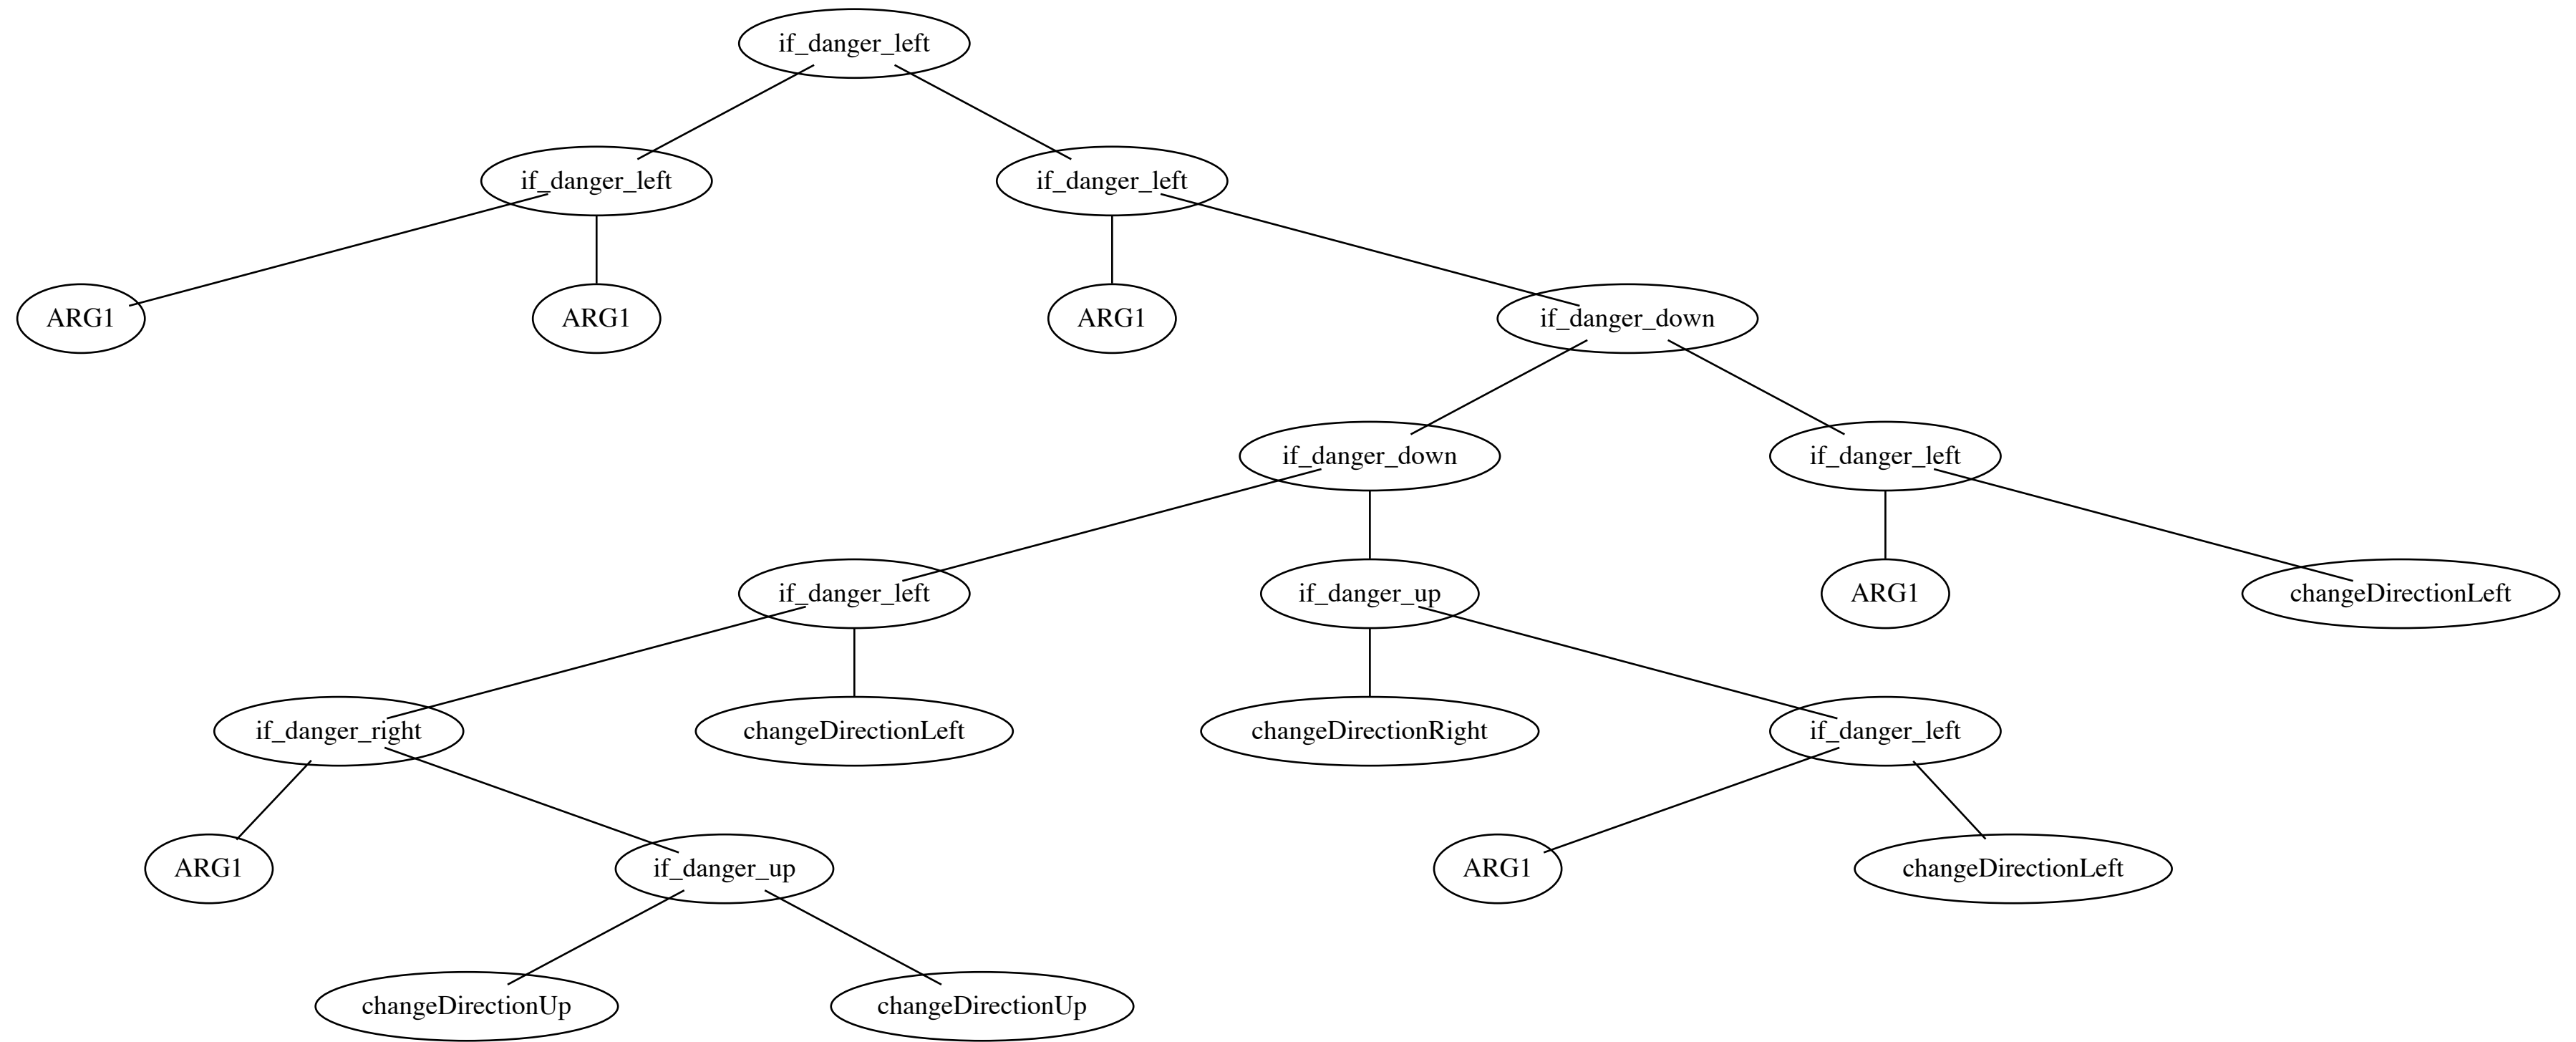 if_danger_left
if_danger_left
if_danger_left
ARG1
ARG1
ARG1
if_danger_down
if_danger_down
if_danger_left
if_danger_left
if_danger_up
ARG1
changeDirectionLeft
if_danger_right
changeDirectionLeft
changeDirectionRight
if_danger_left
ARG1
if_danger_up
ARG1
changeDirectionLeft
changeDirectionUp
changeDirectionUp